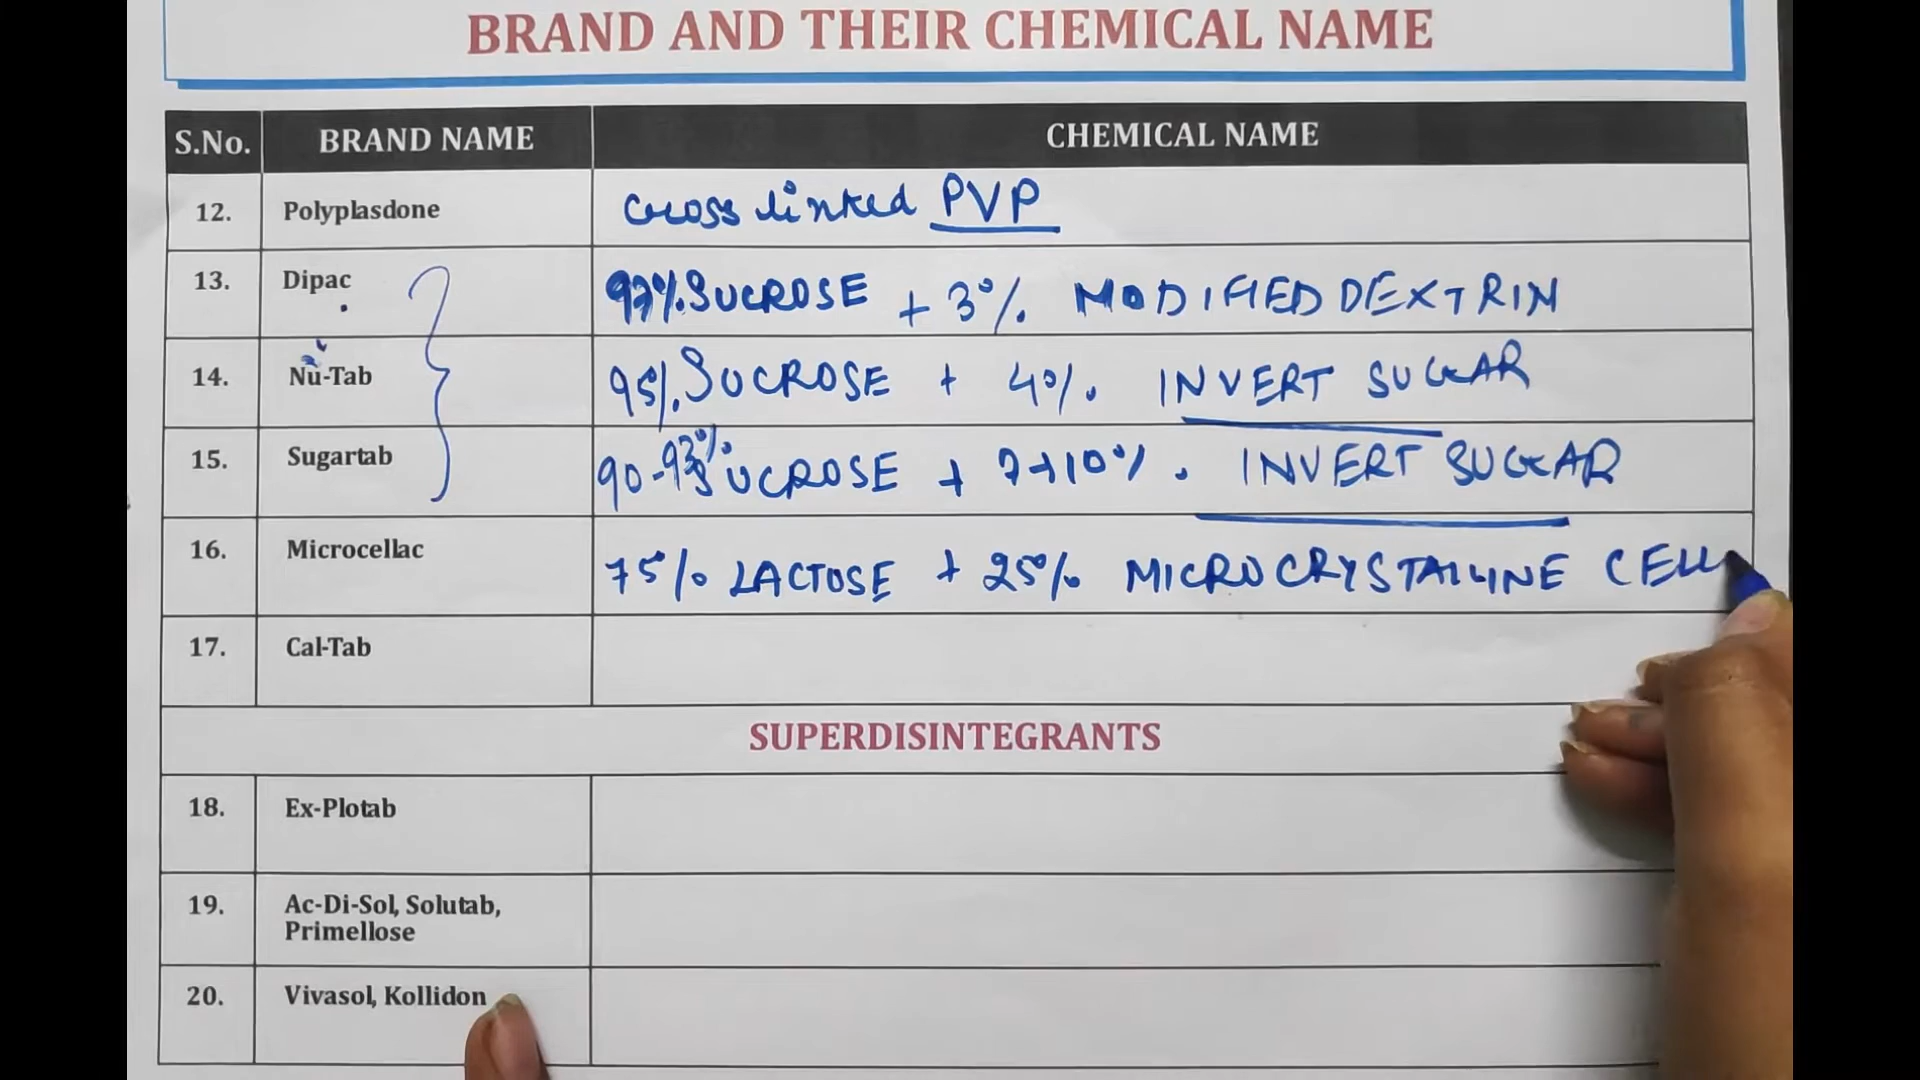 BRAND AND THEIR CHEMICAL NAME
S.No. BRAND NAME CHEMICAL NAME
12. Polyplasdone Cross linked PVP
13. Dipac 97% SUCROSE + 3% MODIFIED DEXTRIN
14. Nu-Tab 95% SUCROSE + 4% INVERT SUGAR
15. Sugartab 90-93% SUCROSE + 7→10% INVERT SUGAR
16. Microcellac 75% LACTOSE + 25% MICROCRYSTALLINE CELL
17. Cal-Tab
SUPERDISINTEGRANTS
18. Ex-Plotab
19. Ac-Di-Sol, Solutab,
Primellose
20. Vivasol, Kollidon